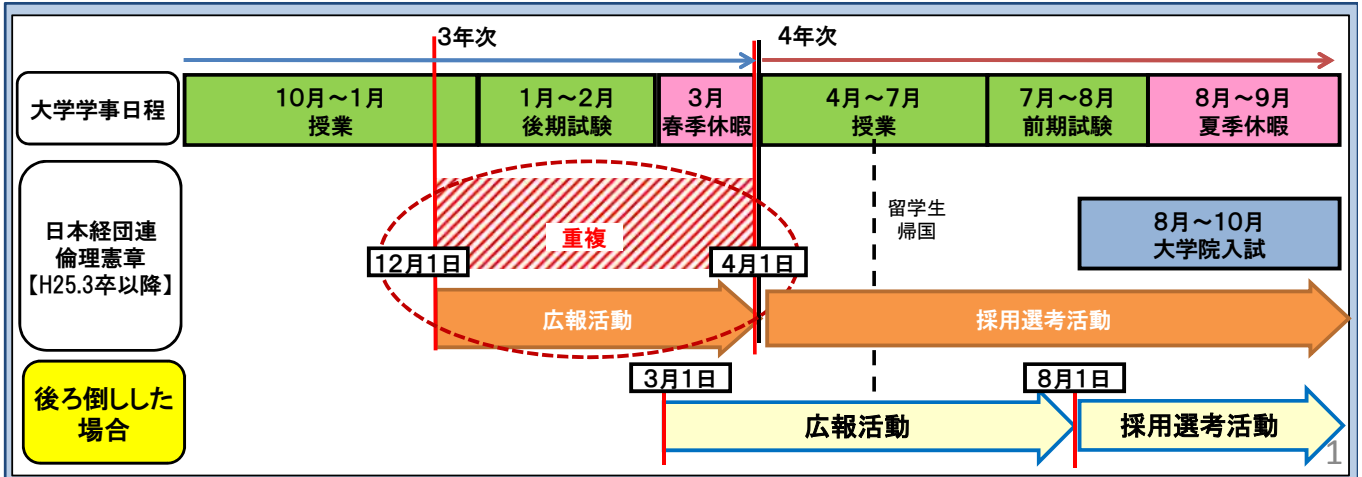 3年次
4年次
大学学事日程
10月～1月
授業
1月～2月
後期試験
3月
春季休暇
4月～7月
授業
7月～8月
前期試験
8月～9月
夏季休暇
日本経団連
倫理憲章
【H25.3卒以降】
重複
12月1日
4月1日
留学生
帰国
8月～10月
大学院入試
広報活動
採用選考活動
後ろ倒しした
場合
3月1日
8月1日
広報活動
採用選考活動
1